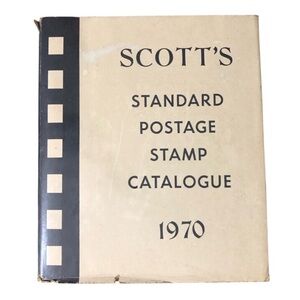 SCOTT'S
STANDARD
POSTAGE
STAMP
CATALOGUE
1970